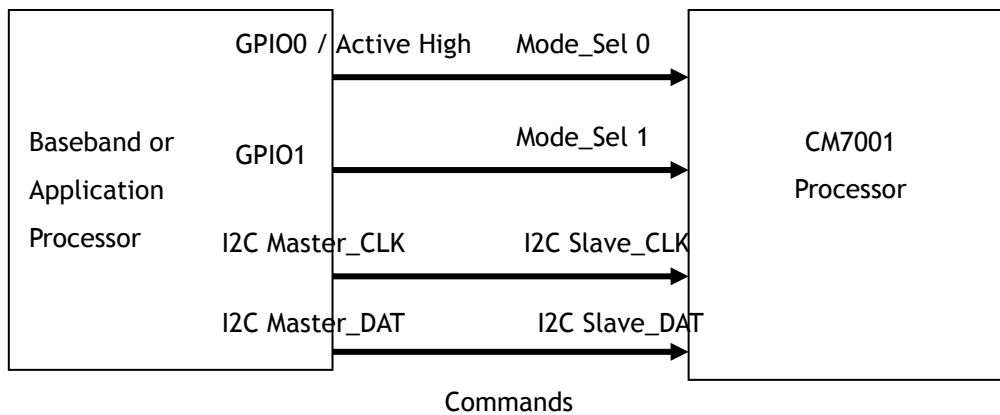 GPIO0 / Active High Mode_Sel 0
Baseband or
Application
Processor
GPIO1 Mode_Sel 1
CM7001
Processor
I2C Master_CLK I2C Slave_CLK
I2C Master_DAT I2C Slave_DAT
Commands